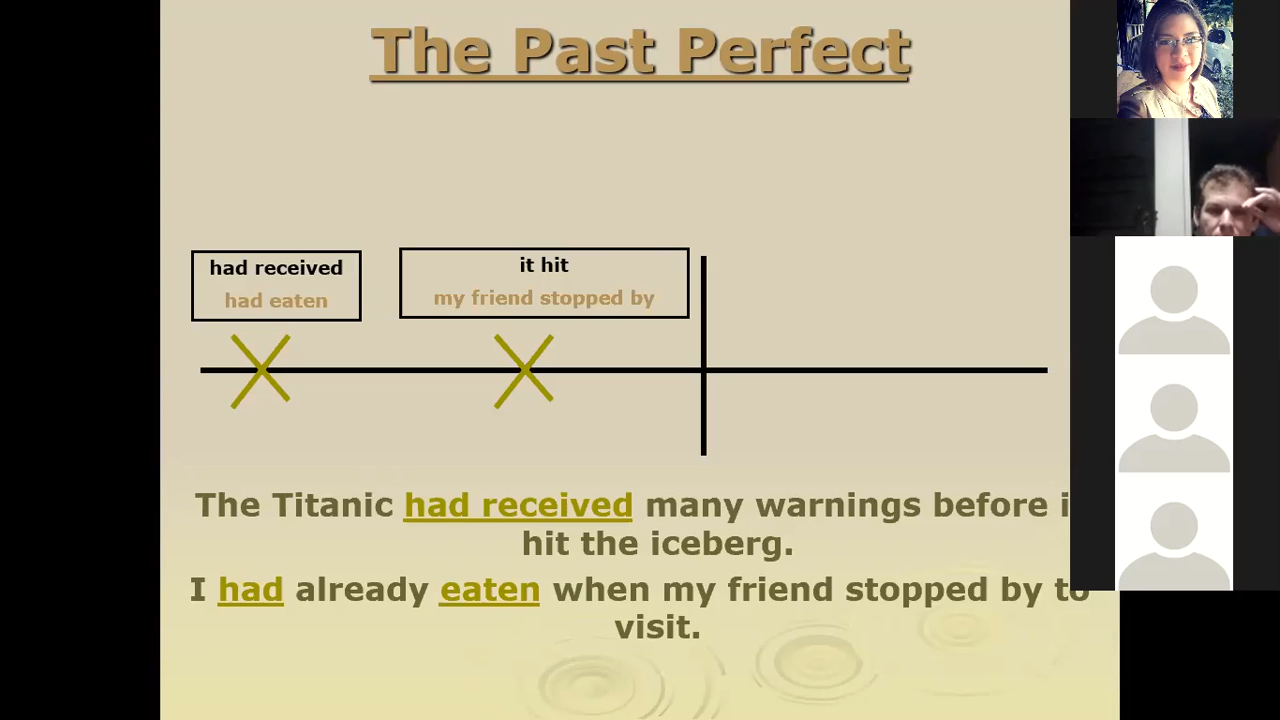 The Past Perfect
had received
had eaten
it hit
my friend stopped by
The Titanic had received many warnings before
hit the iceberg.
I had already eaten when my friend stopped by to
visit.